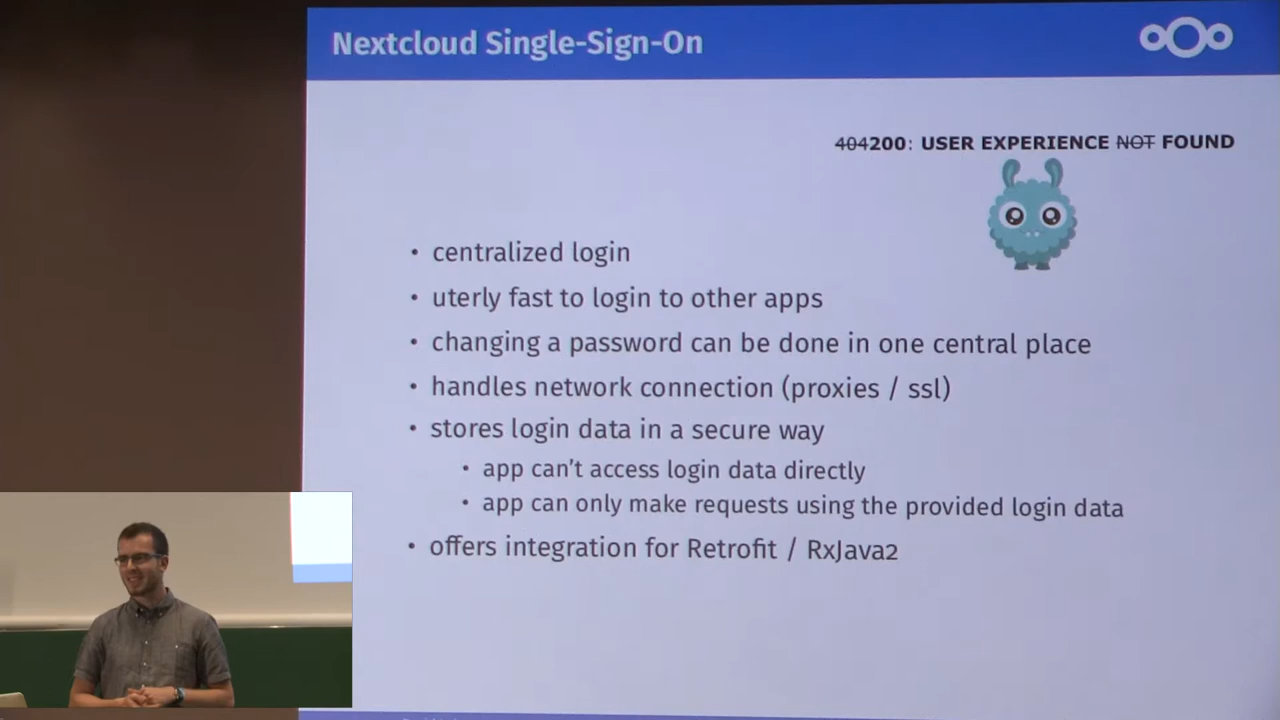 Nextcloud Single-Sign-On
404200: USER EXPERIENCE NOT FOUND
• centralized login
• uterly fast to login to other apps
• changing a password can be done in one central place
• handles network connection (proxies / ssl)
• stores login data in a secure way
• app can't access login data directly
• app can only make requests using the provided login data
• offers integration for Retrofit / RxJava2